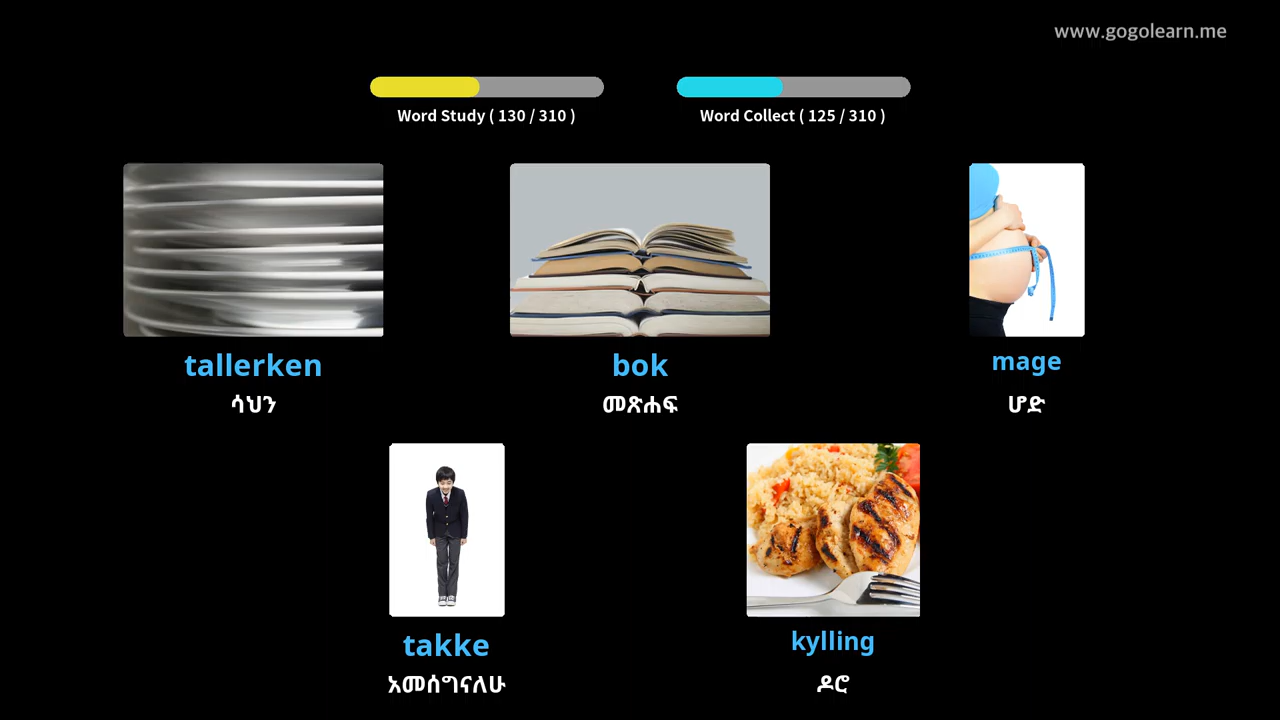 www.gogolearn.me
Word Study ( 130 / 310 )
Word Collect ( 125 / 310 )
tallerken
ሳህን
bok
መጽሐፍ
mage
ሆድ
takke
አመሰግናለሁ
kylling
ዶሮ